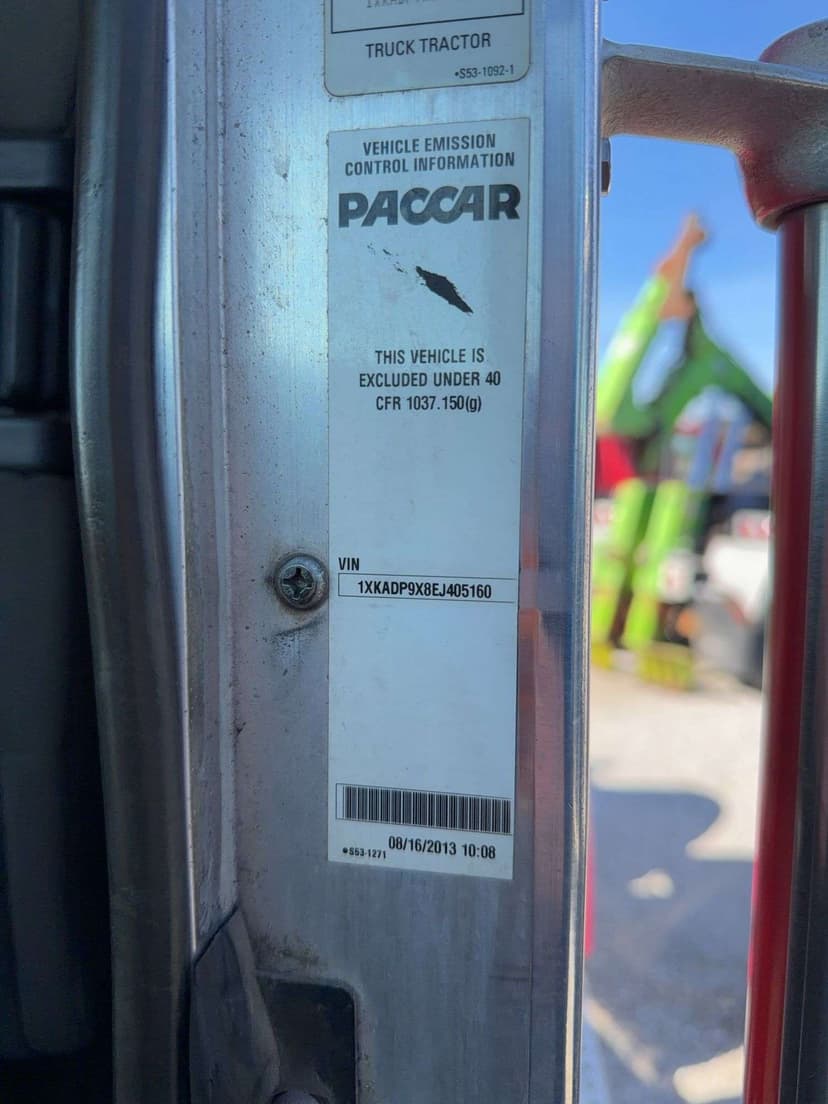 TRUCK TRACTOR
•S53-1092-1
VEHICLE EMISSION
CONTROL INFORMATION
PACCAR
THIS VEHICLE IS
EXCLUDED UNDER 40
CFR 1037.150(g)
VIN
1XKADP9X8EJ405160
•S53-1271
08/16/2013 10:08